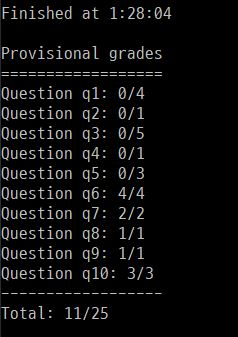 Finished at 1:28:04
Provisional grades
==================
Question q1: 0/4
Question q2: 0/1
Question q3: 0/5
Question q4: 0/1
Question q5: 0/3
Question q6: 4/4
Question q7: 2/2
Question q8: 1/1
Question q9: 1/1
Question q10: 3/3
------------------
Total: 11/25